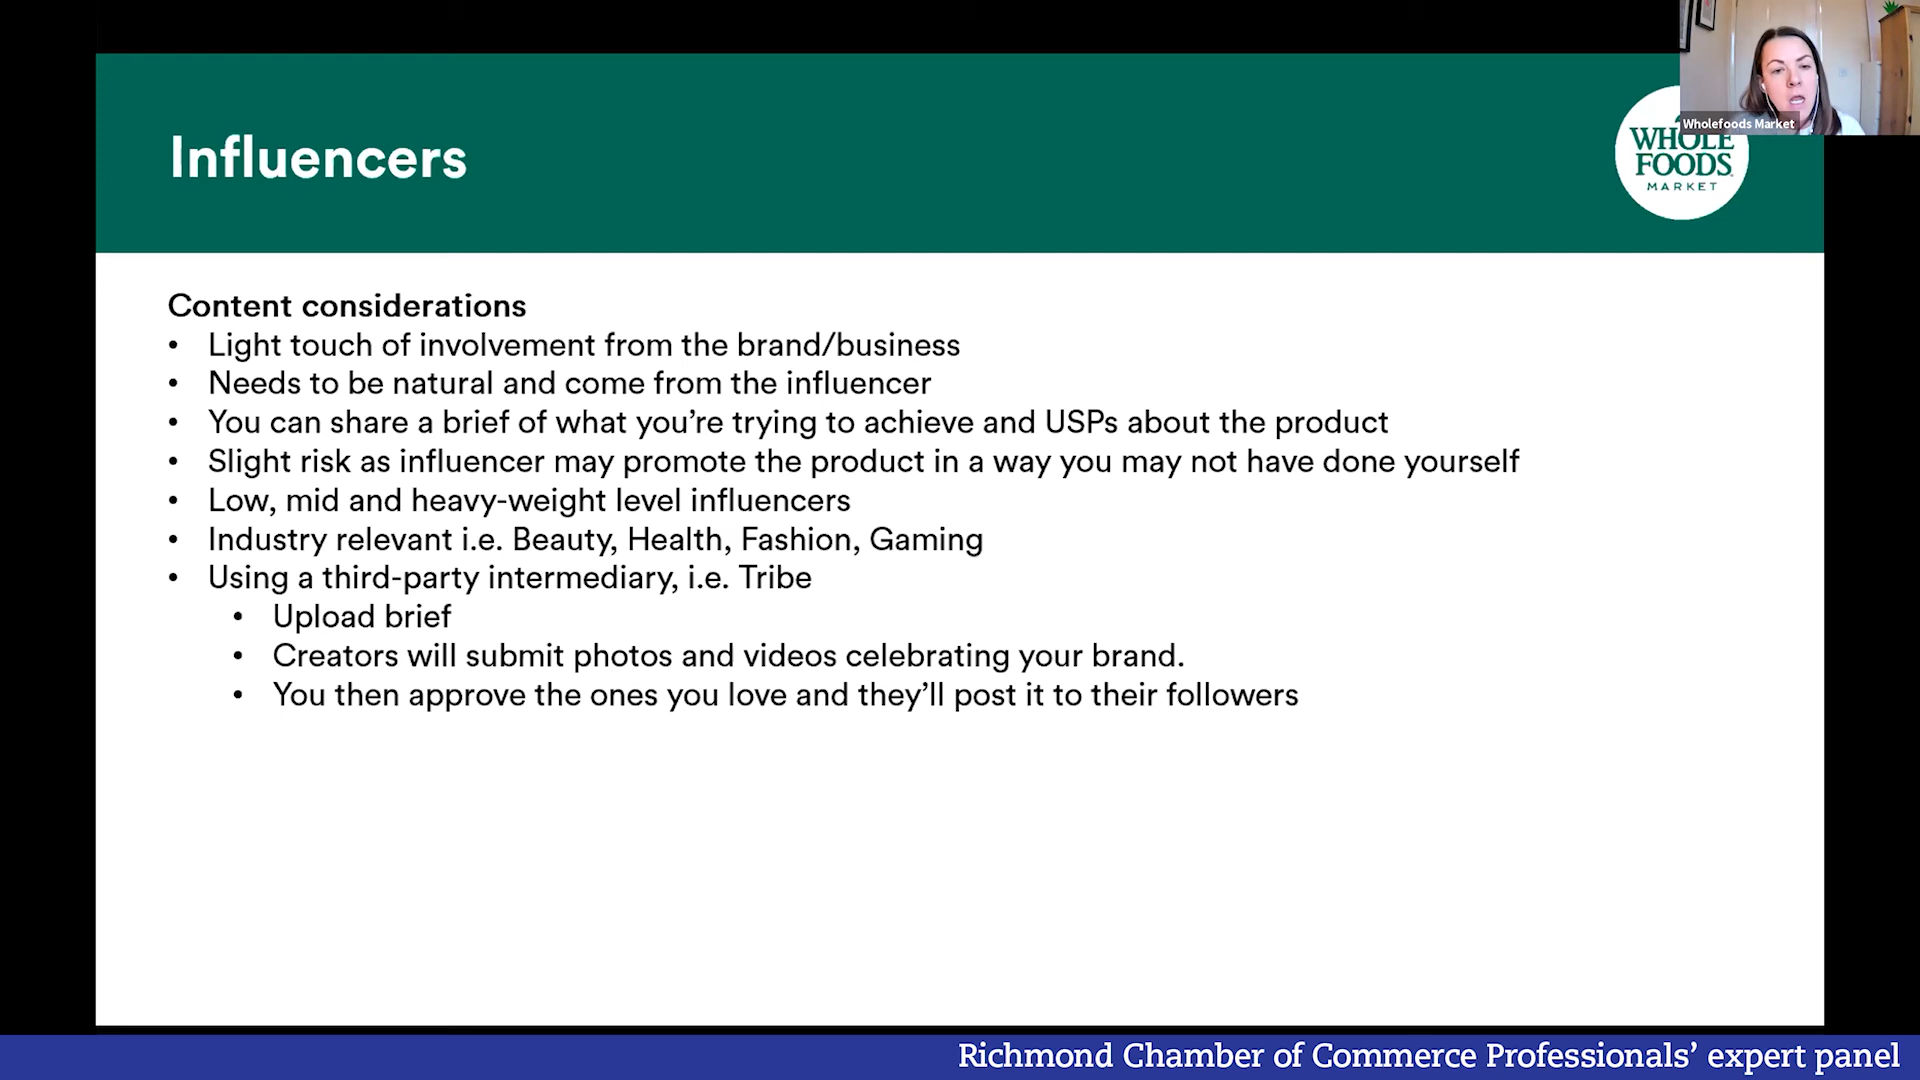 Influencers
Wholefoods Market
WHOLE
FOODS
MARKET
Content considerations
• Light touch of involvement from the brand/business
• Needs to be natural and come from the influencer
• You can share a brief of what you’re trying to achieve and USPs about the product
• Slight risk as influencer may promote the product in a way you may not have done yourself
• Low, mid and heavy-weight level influencers
• Industry relevant i.e. Beauty, Health, Fashion, Gaming
• Using a third-party intermediary, i.e. Tribe
• Upload brief
• Creators will submit photos and videos celebrating your brand.
• You then approve the ones you love and they’ll post it to their followers
Richmond Chamber of Commerce Professionals’ expert panel